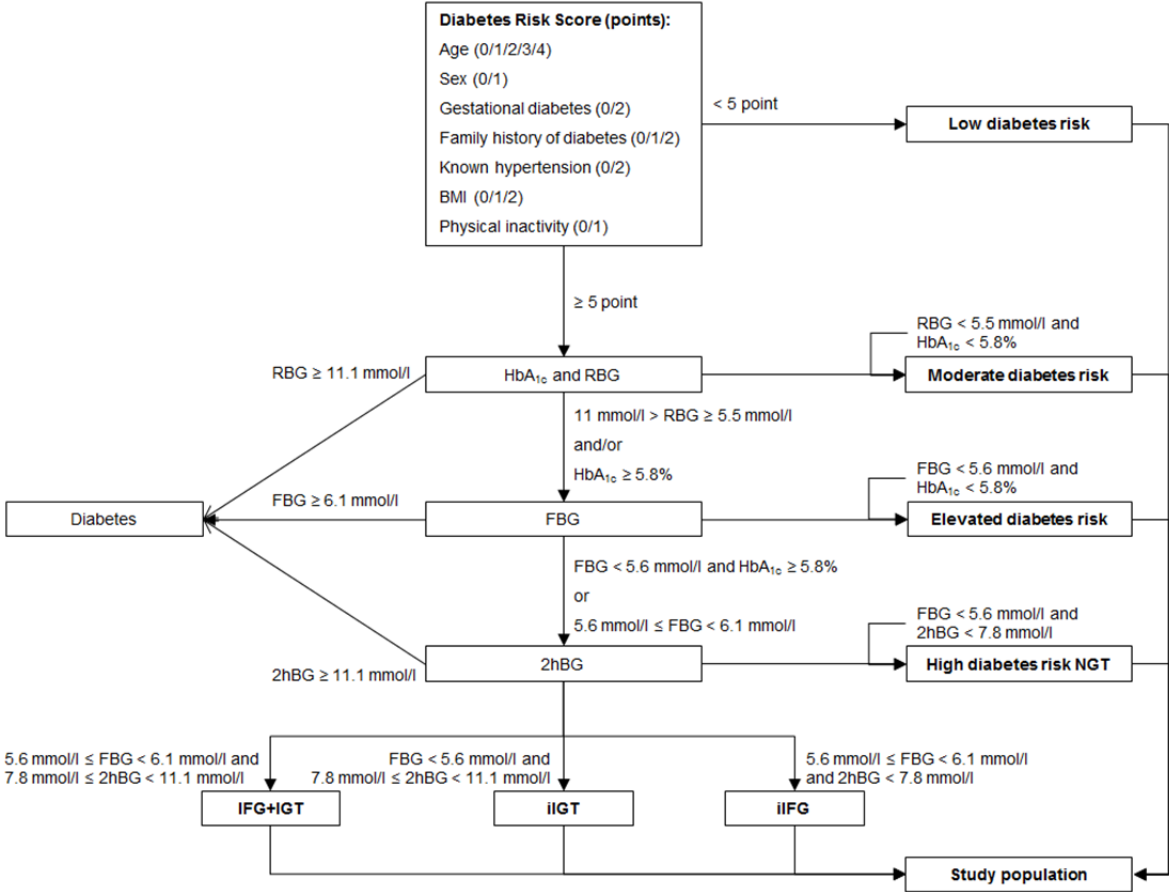 Diabetes Risk Score (points):
Age (0/1/2/3/4)
Sex (0/1)
Gestational diabetes (0/2)
Family history of diabetes (0/1/2)
Known hypertension (0/2)
BMI (0/1/2)
Physical inactivity (0/1)
< 5 point
Low diabetes risk
≥ 5 point
RBG < 5.5 mmol/l and
HbA1c < 5.8%
RBG ≥ 11.1 mmol/l
HbA1c and RBG
Moderate diabetes risk
11 mmol/l > RBG ≥ 5.5 mmol/l
and/or
HbA1c ≥ 5.8%
FBG < 5.6 mmol/l and
HbA1c < 5.8%
FBG ≥ 6.1 mmol/l
Diabetes
FBG
Elevated diabetes risk
FBG < 5.6 mmol/l and HbA1c ≥ 5.8%
or
5.6 mmol/l ≤ FBG < 6.1 mmol/l
FBG < 5.6 mmol/l and
2hBG < 7.8 mmol/l
2hBG ≥ 11.1 mmol/l
2hBG
High diabetes risk NGT
5.6 mmol/l ≤ FBG < 6.1 mmol/l and
7.8 mmol/l ≤ 2hBG < 11.1 mmol/l
FBG < 5.6 mmol/l and
7.8 mmol/l ≤ 2hBG < 11.1 mmol/l
5.6 mmol/l ≤ FBG < 6.1 mmol/l
and 2hBG < 7.8 mmol/l
IFG+IGT
iIGT
iIFG
Study population